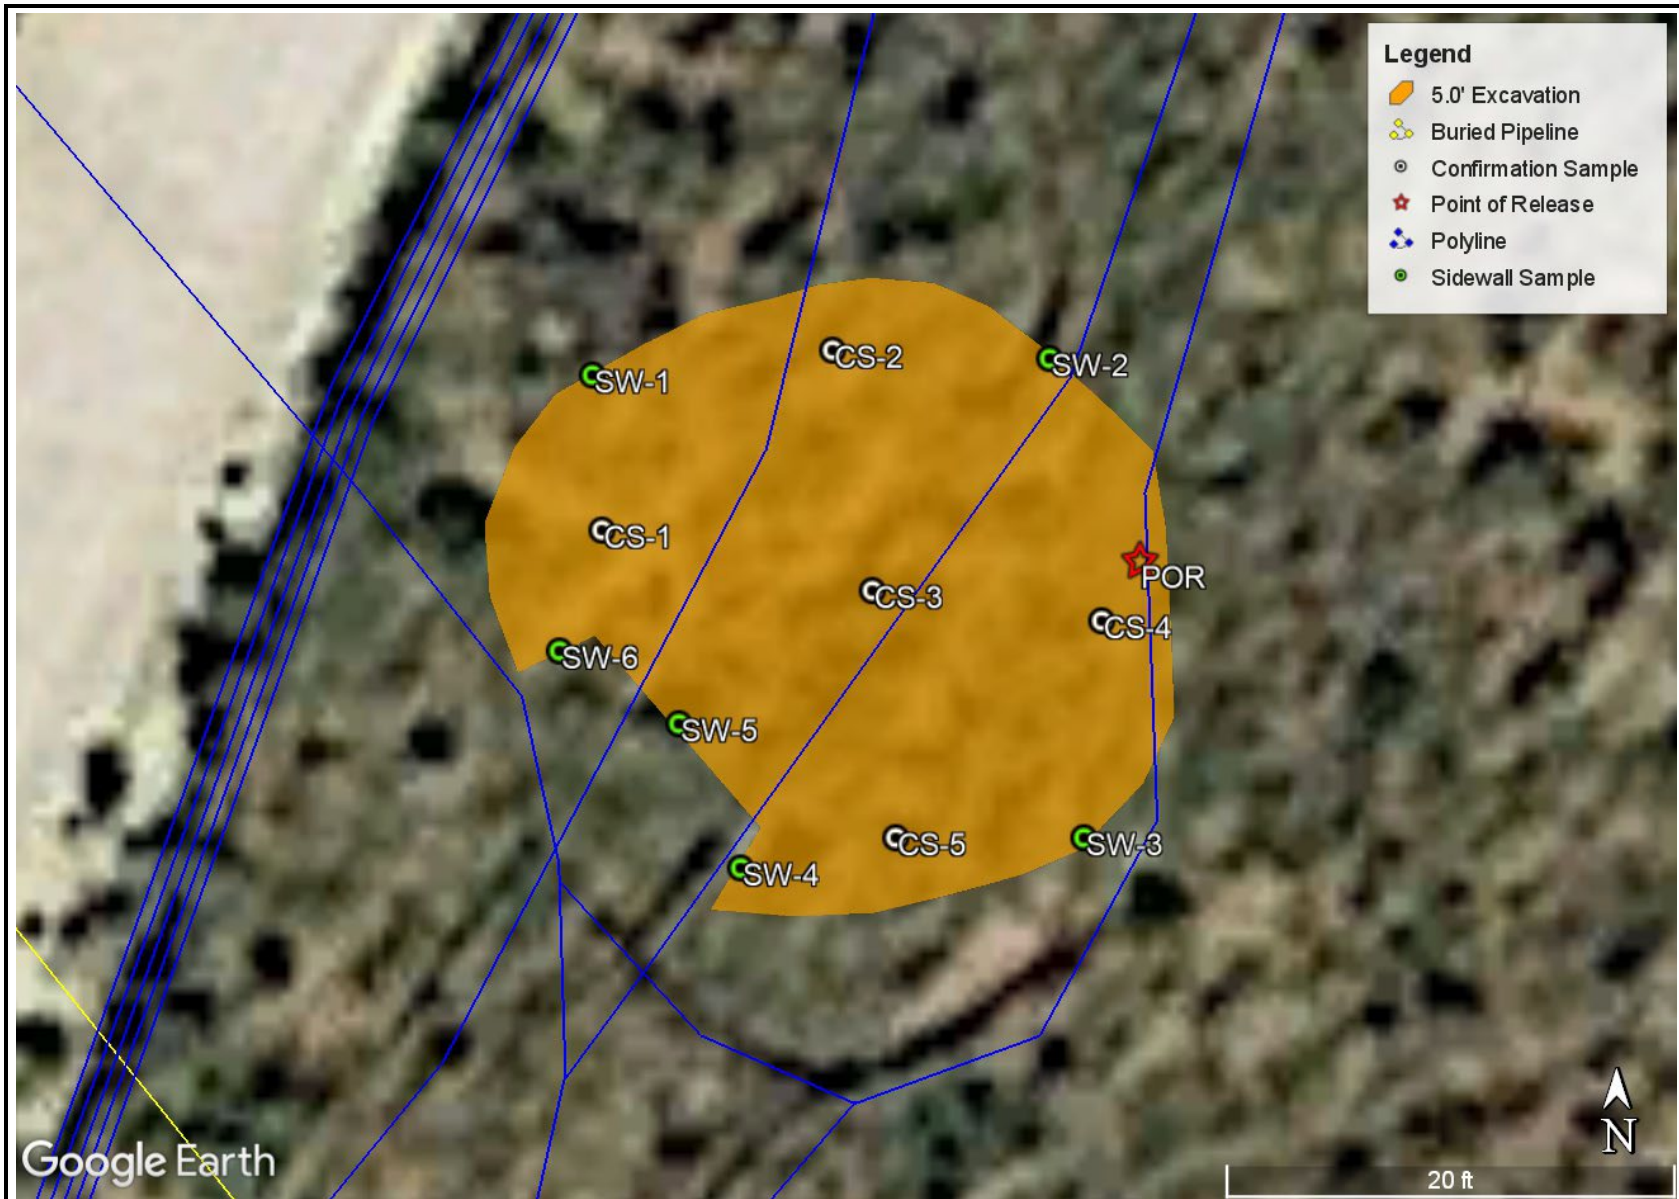 Legend
5.0' Excavation
Buried Pipeline
Confirmation Sample
Point of Release
Polyline
Sidewall Sample
CS-2
SW-2
SW-1
CS-1
POR
CS-3
CS-4
SW-6
SW-5
CS-5
SW-3
SW-4
N
Google Earth
20 ft